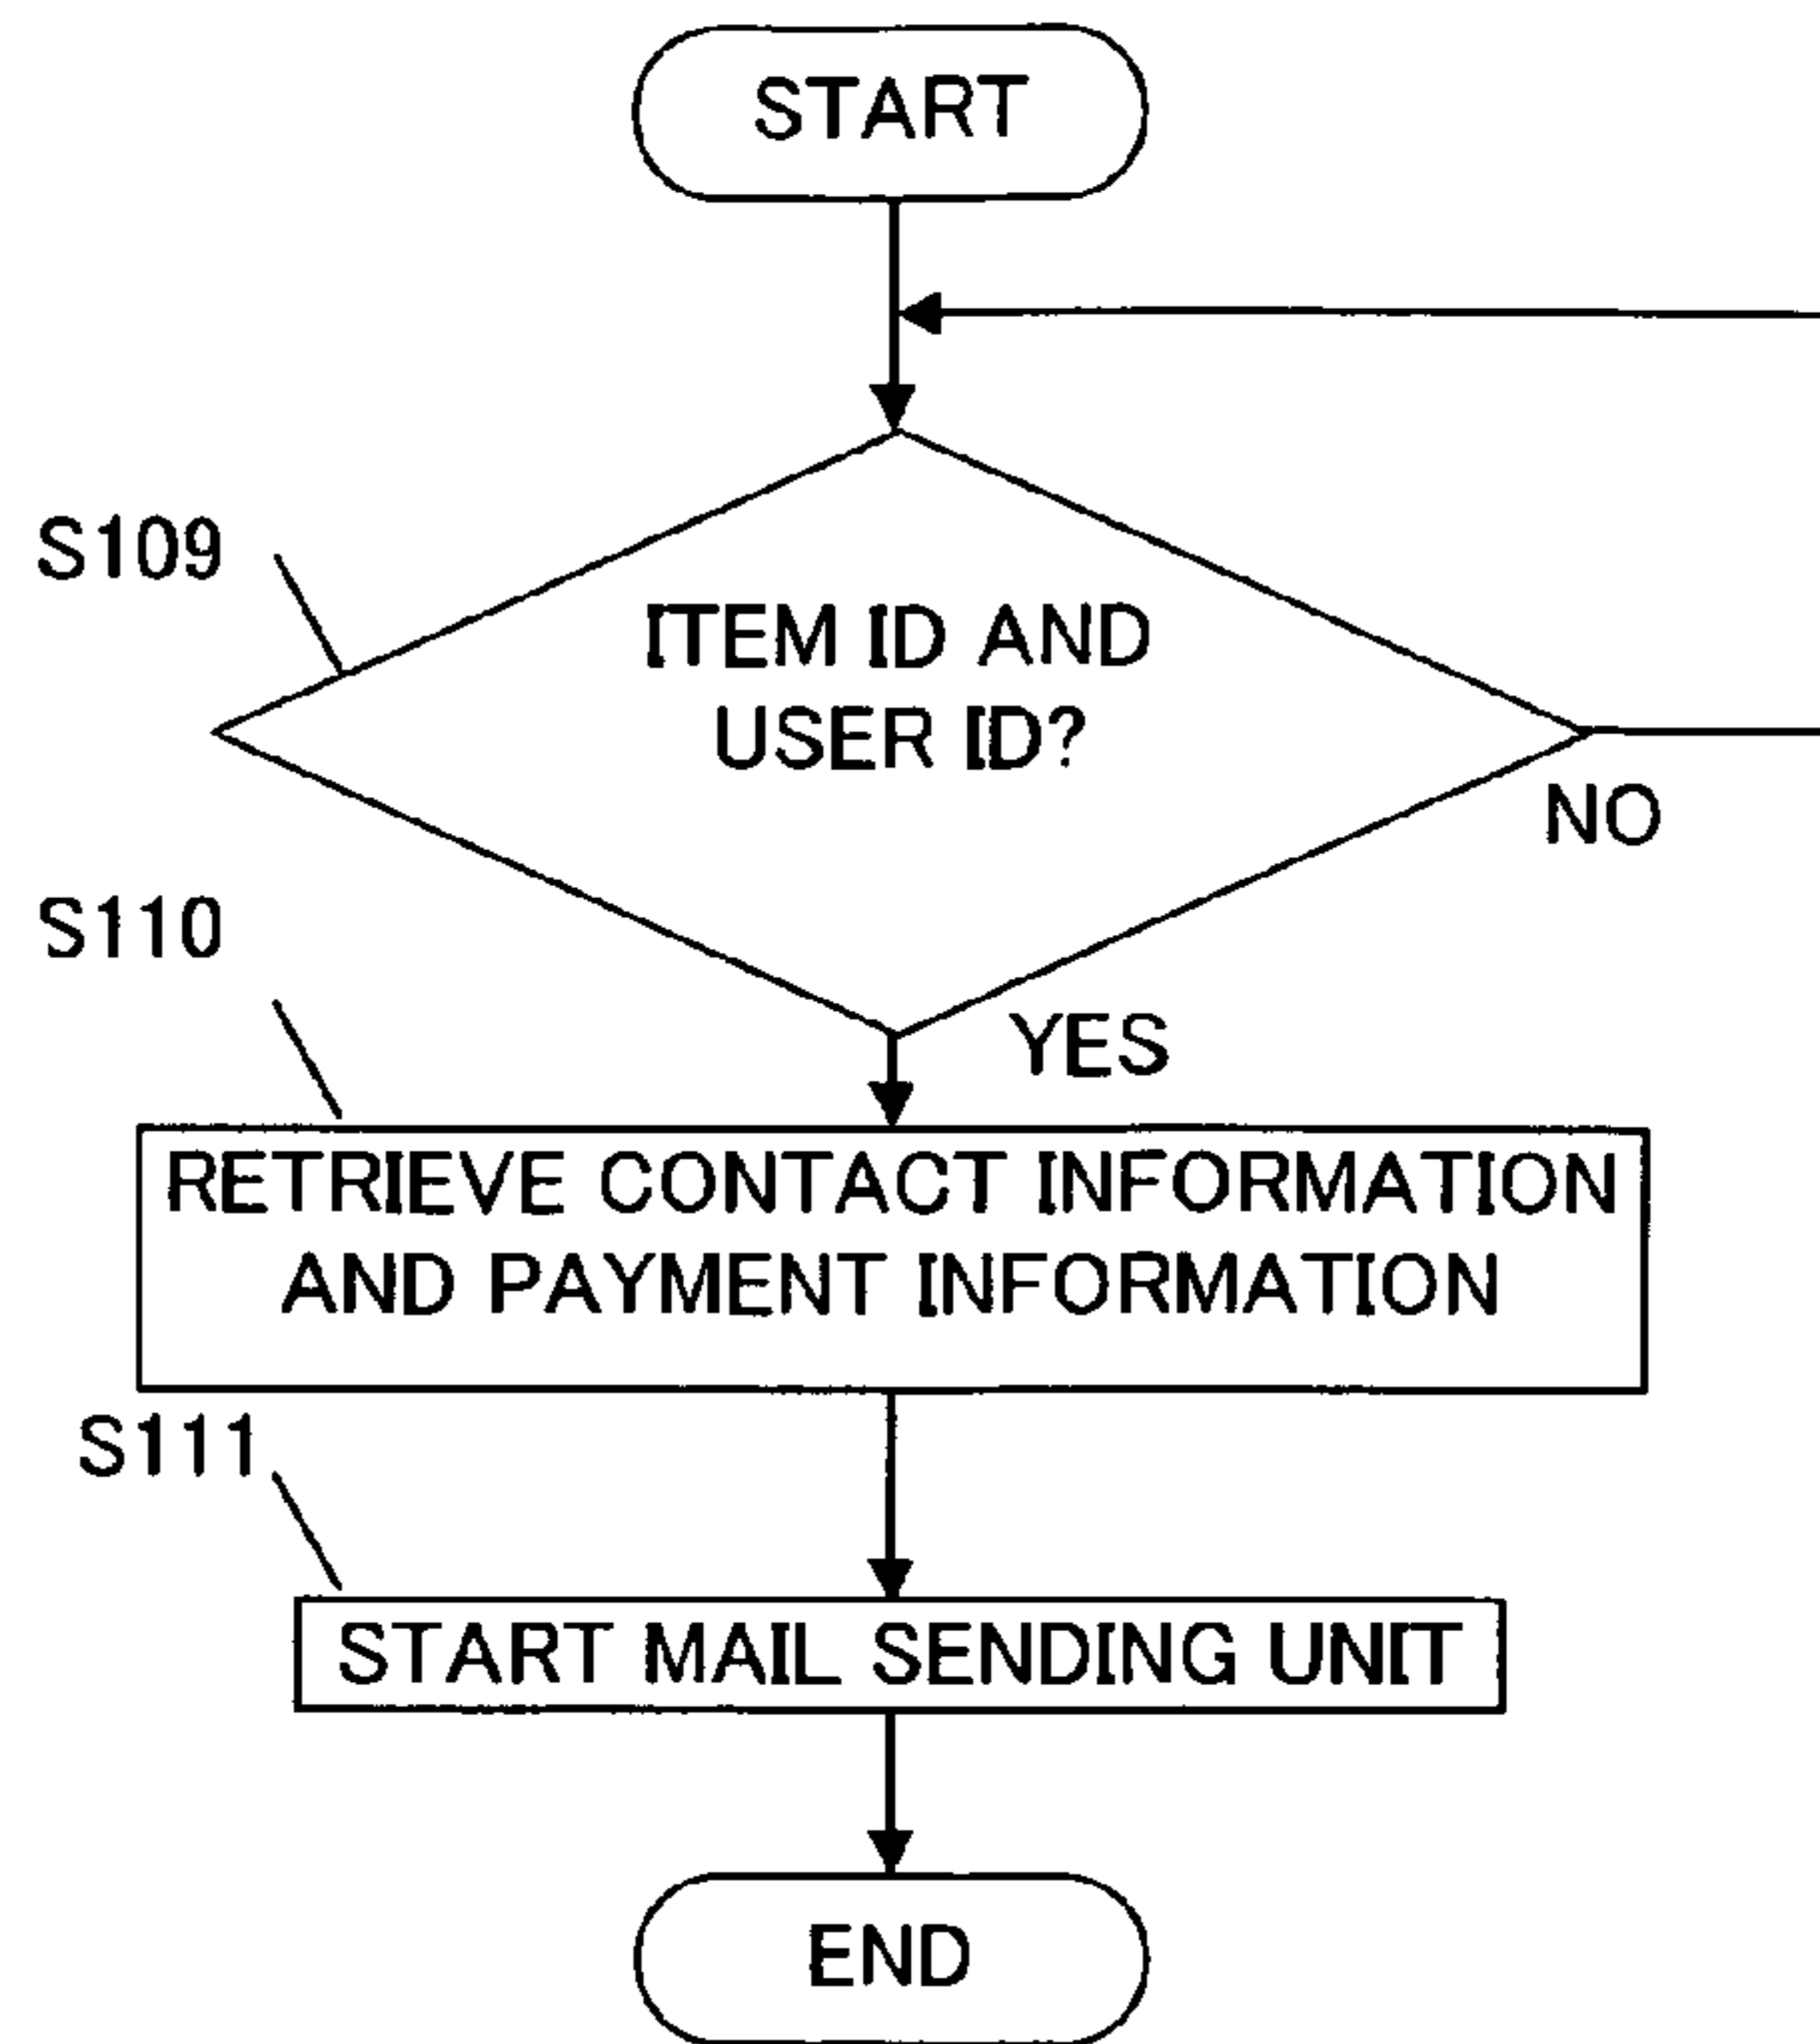 START
S109
ITEM ID AND
USER ID?
NO
S110
YES
RETRIEVE CONTACT INFORMATION
AND PAYMENT INFORMATION
S111
START MAIL SENDING UNIT
END